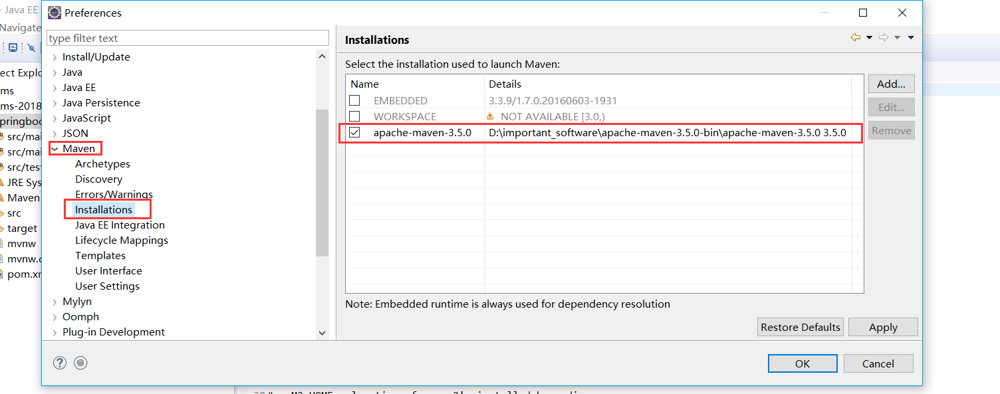 - Java EE
Navigate
ect Explo
ms
ms-2018
pringboo
src/mai
src/mai
src/test
JRE Sys
Maven
src
target
mvnw
mvnw.c
pom.xm
Preferences
type filter text
Install/Update
Java
Java EE
Java Persistence
JavaScript
JSON
Maven
Archetypes
Discovery
Errors/Warnings
Installations
Java EE Integration
Lifecycle Mappings
Templates
User Interface
User Settings
Mylyn
Oomph
Plug-in Development
Installations
Select the installation used to launch Maven:
Name Details
EMBEDDED 3.3.9/1.7.0.20160603-1931
WORKSPACE NOT AVAILABLE [3.0,)
apache-maven-3.5.0 D:\important_software\apache-maven-3.5.0-bin\apache-maven-3.5.0 3.5.0
Add...
Edit...
Remove
Note: Embedded runtime is always used for dependency resolution
Restore Defaults Apply
OK Cancel